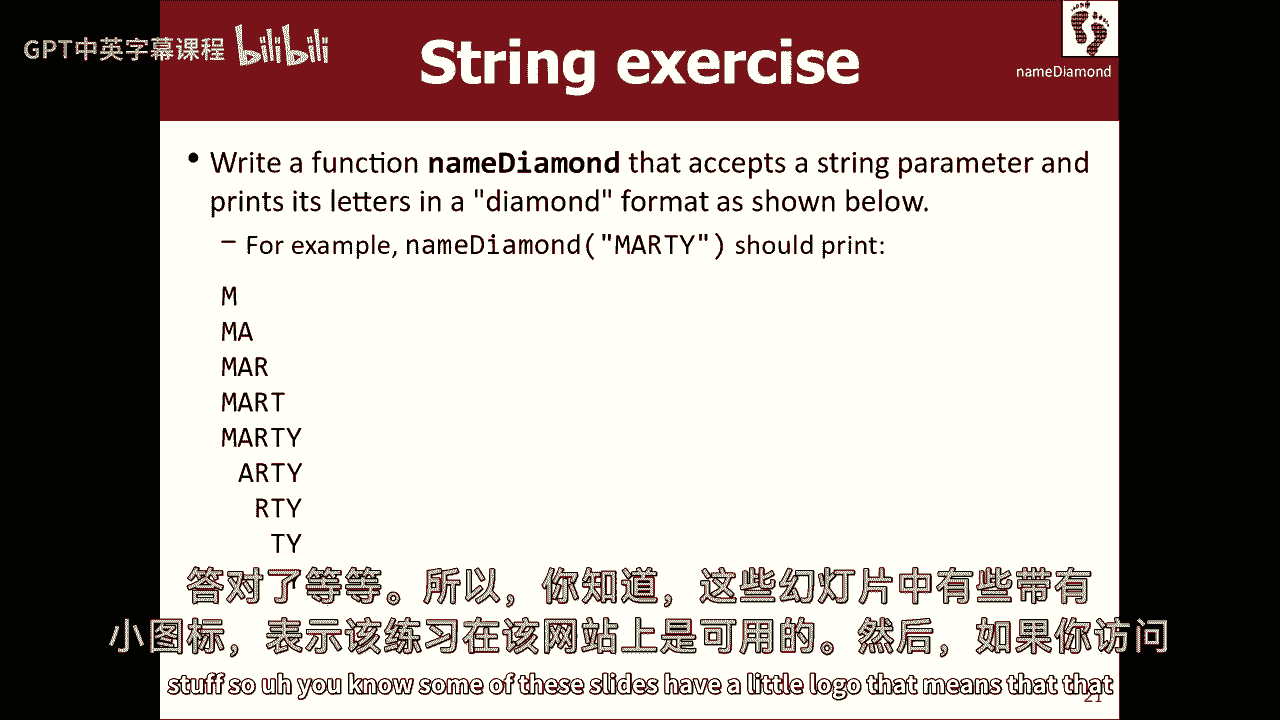 GPT中英字幕课程 bilibili
String exercise
nameDiamond
• Write a function nameDiamond that accepts a string parameter and
prints its letters in a "diamond" format as shown below.
– For example, nameDiamond("MARTY") should print:
M
MA
MAR
MART
MARTY
ARTY
RTY
TY
答对了等等。所以，你知道，这些幻灯片中有些带有
小图标，表示该练习在该网站上是可用的。然后，如果你访问
stuff so uh you know some of these slides have a little logo that means that that
21